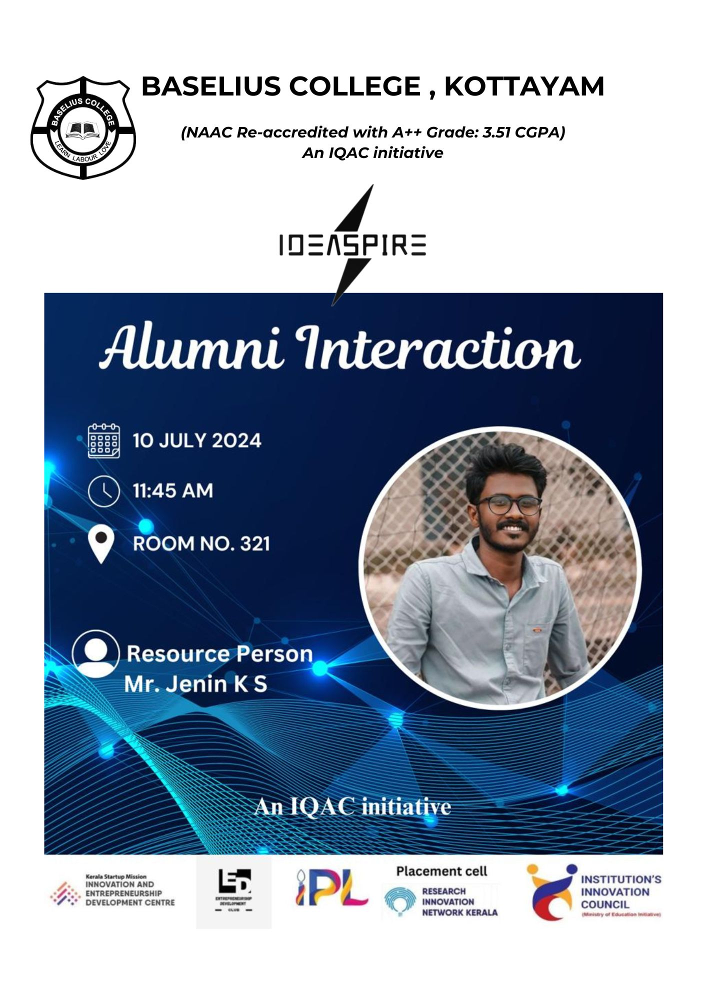 BASELIUS COLLEGE , KOTTAYAM
BASELIUS COLLEGE
LEARN LABOUR LOVE
(NAAC Re-accredited with A++ Grade: 3.51 CGPA)
An IQAC initiative
IDEASPIRE
Alumni Interaction
10 JULY 2024
11:45 AM
ROOM NO. 321
Resource Person
Mr. Jenin K S
An IQAC initiative
Kerala Startup Mission
INNOVATION AND
ENTREPRENEURSHIP
DEVELOPMENT CENTRE
ED
ENTREPRENEURSHIP
DEVELOPMENT
CLUB
iPL
Placement cell
RESEARCH
INNOVATION
NETWORK KERALA
INSTITUTION'S
INNOVATION
COUNCIL
(Ministry of Education Initiative)